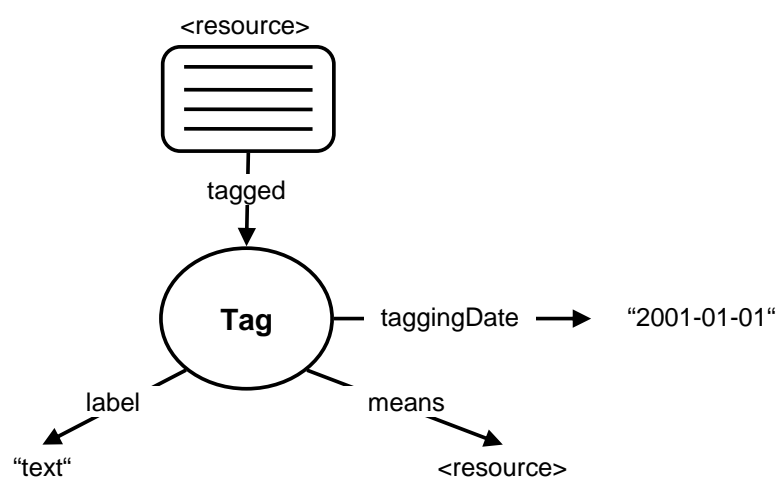 <resource>
tagged
Tag
taggingDate
“2001-01-01“
label
means
“text“
<resource>